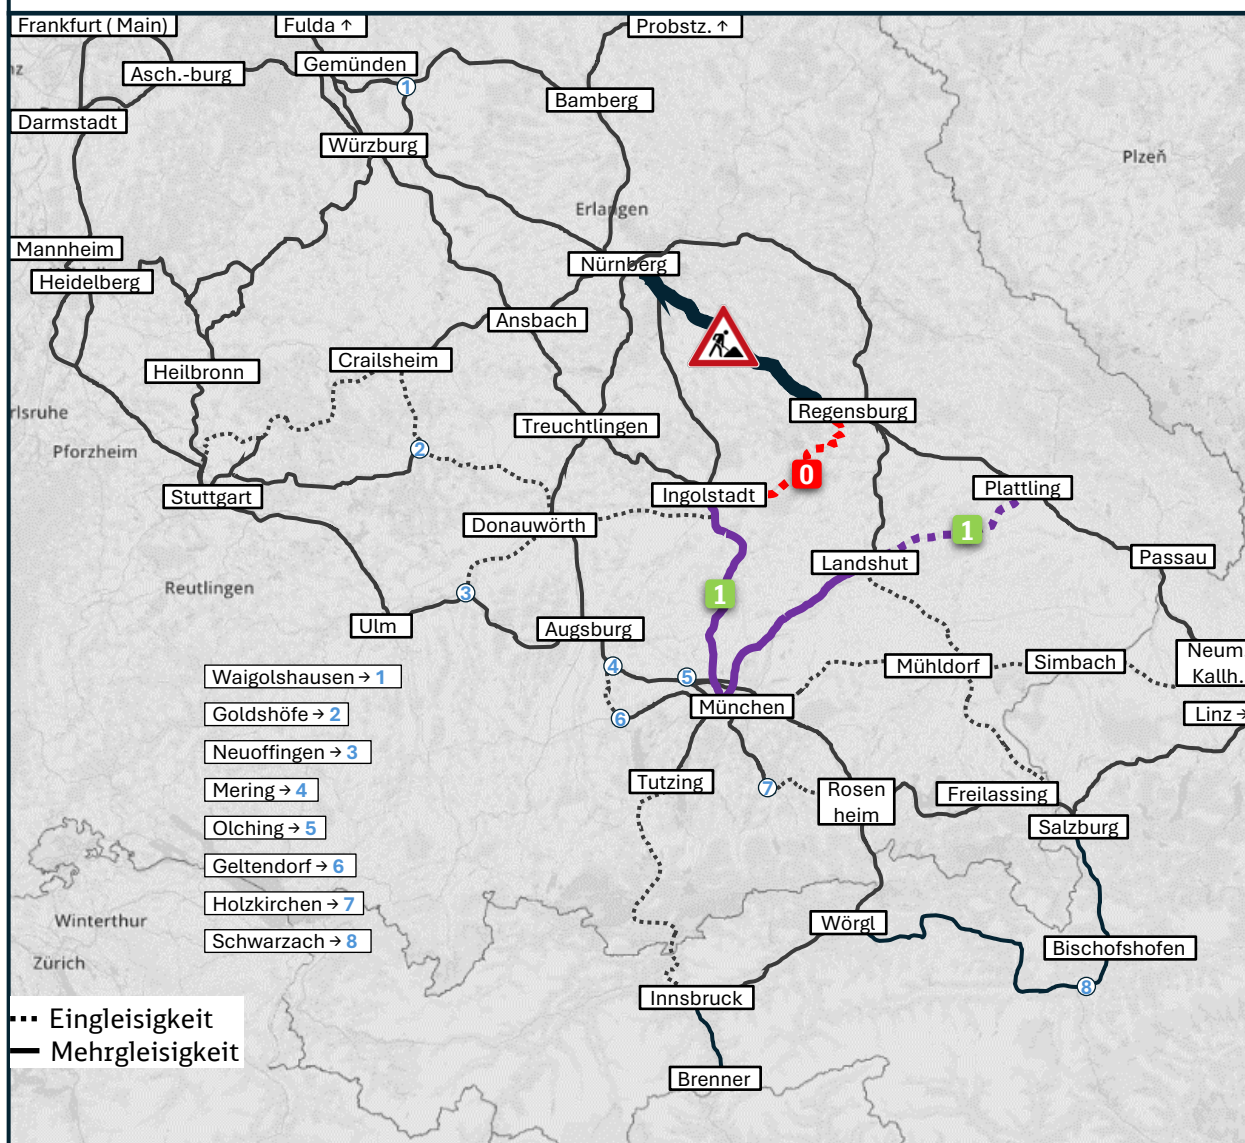 Frankfurt (Main)
Fulda ↑
Probstz. ↑
nz
Asch.-burg
Gemünden
1
Bamberg
Darmstadt
Würzburg
Plzeň
Erlangen
Mannheim
Nürnberg
Heidelberg
Ansbach
Crailsheim
Heilbronn
rlsruhe
Regensburg
Treuchtlingen
Pforzheim
2
0
Stuttgart
Ingolstadt
Plattling
Donauwörth
1
Landshut
Passau
Reutlingen
3
1
Ulm
Augsburg
4
Mühldorf
Simbach
Neum.
Kallh.
Waigolshausen → 1
5
München
Linz →
Goldshöfe → 2
6
Neuoffingen → 3
Tutzing
7
Rosen
heim
Freilassing
Mering → 4
Olching → 5
Salzburg
Geltendorf → 6
Holzkirchen → 7
Winterthur
Wörgl
Schwarzach → 8
Bischofshofen
Zürich
8
Innsbruck
Eingleisigkeit
Mehrgleisigkeit
Brenner